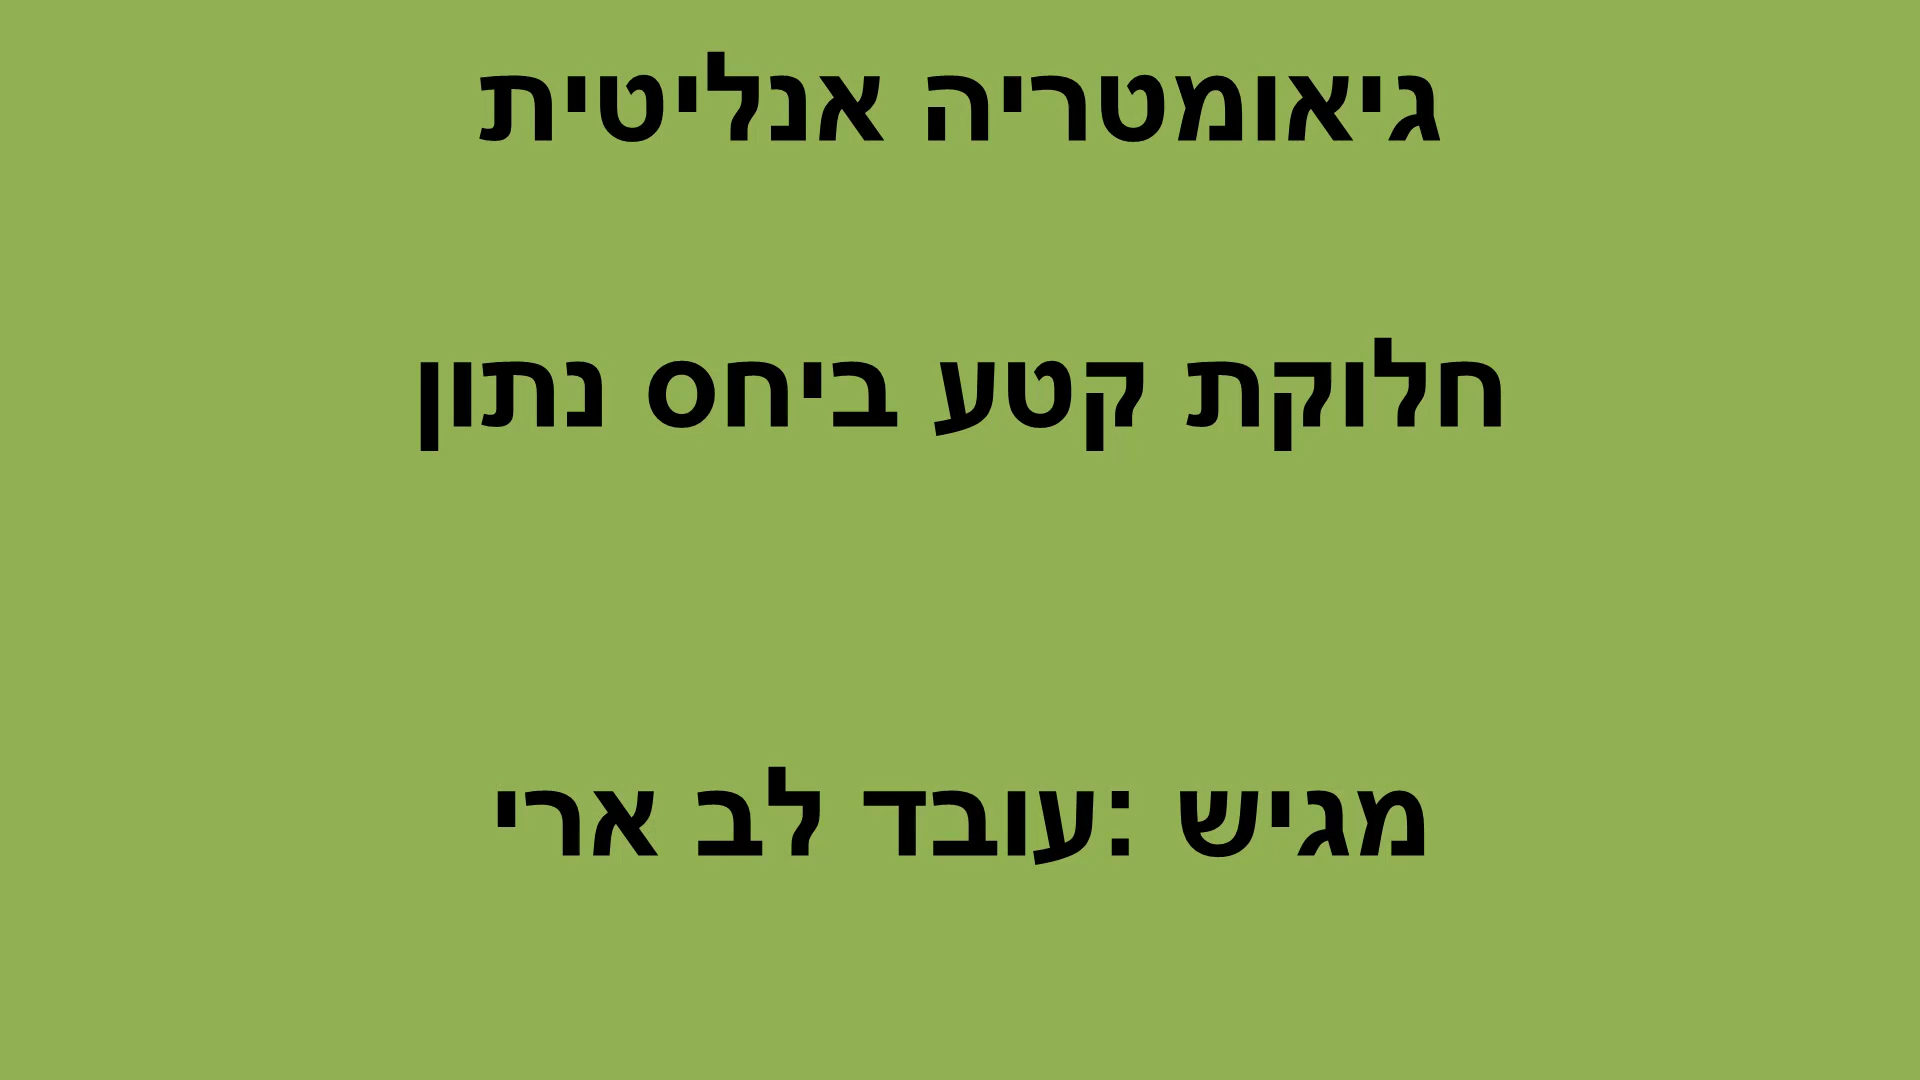 גיאומטריה אנליטית
חלוקת קטע ביחס נתון
מגיש :עובד לב ארי